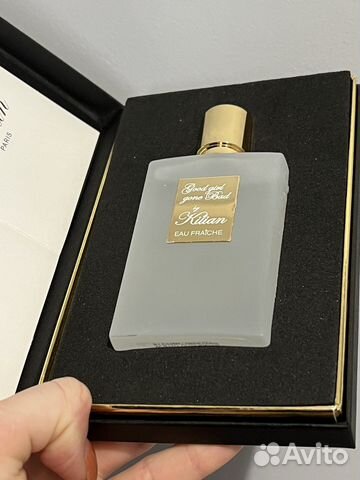 PARIS
Good girl
gone Bad
by
Kilian
EAU FRAÎCHE
Avito